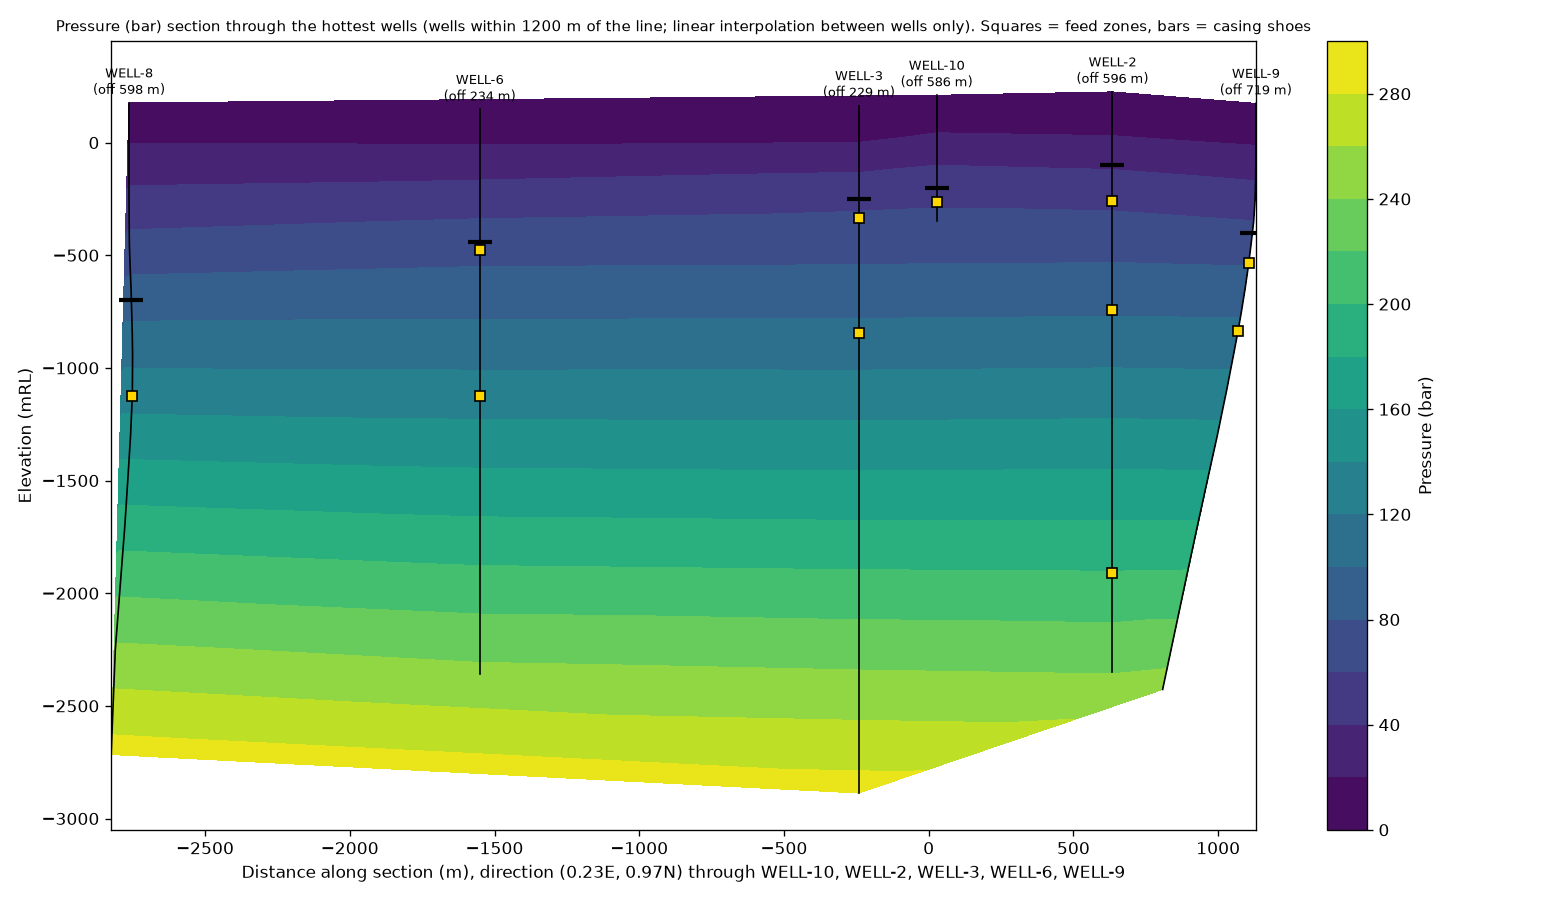 Pressure (bar) section through the hottest wells (wells within 1200 m of the line; linear interpolation between wells only). Squares = feed zones, bars = casing shoes
WELL-8
(off 598 m)
WELL-6
(off 234 m)
WELL-3
(off 229 m)
WELL-10
(off 586 m)
WELL-2
(off 596 m)
WELL-9
(off 719 m)
0
−500
−1000
−1500
−2000
−2500
−3000
Elevation (mRL)
−2500
−2000
−1500
−1000
−500
0
500
1000
Distance along section (m), direction (0.23E, 0.97N) through WELL-10, WELL-2, WELL-3, WELL-6, WELL-9
280
240
200
160
120
80
40
0
Pressure (bar)